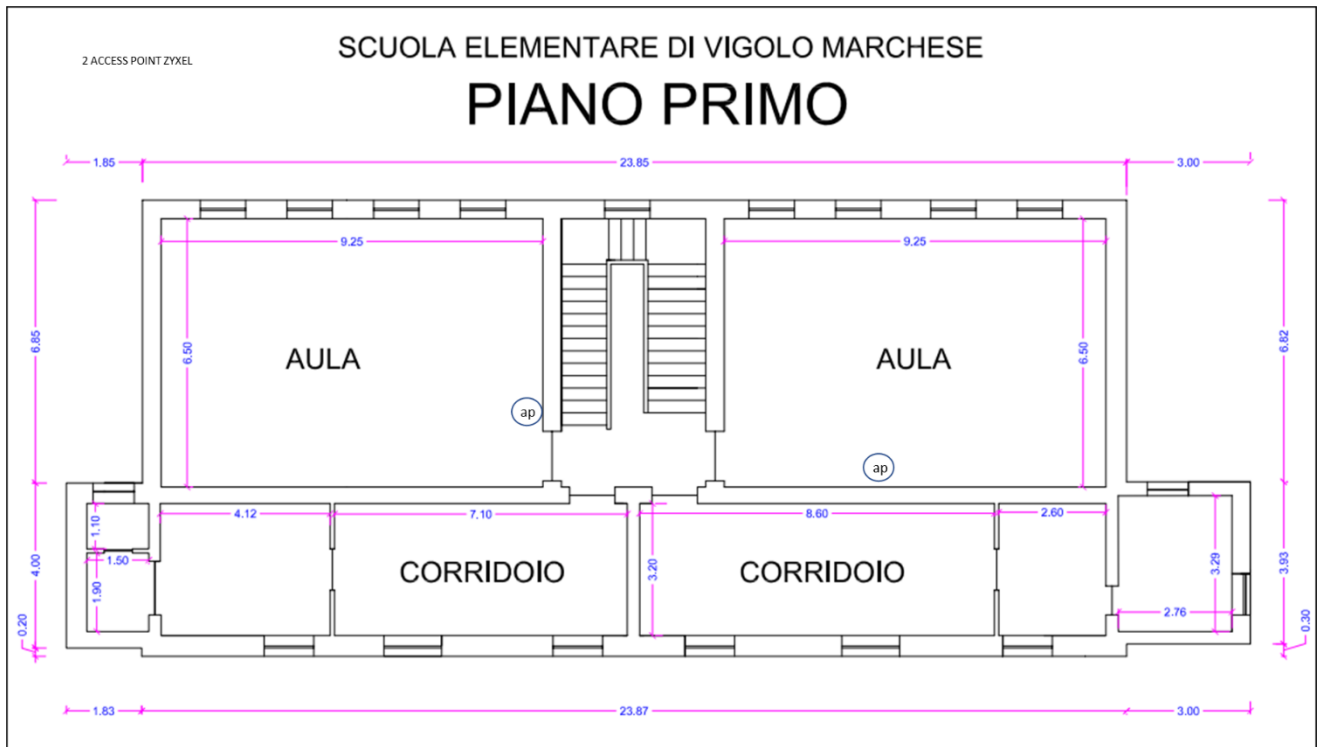 2 ACCESS POINT ZYXEL
SCUOLA ELEMENTARE DI VIGOLO MARCHESE
PIANO PRIMO
1.85 23.85 3.00
9.25 9.25
6.85 6.50 AULA AULA 6.50 6.82
ap
ap
4.12 7.10 8.60 2.60
1.10
1.50
4.00 1.90 CORRIDOIO 3.20 CORRIDOIO 3.29 3.93
2.76
0.20 0.30
1.83 23.87 3.00